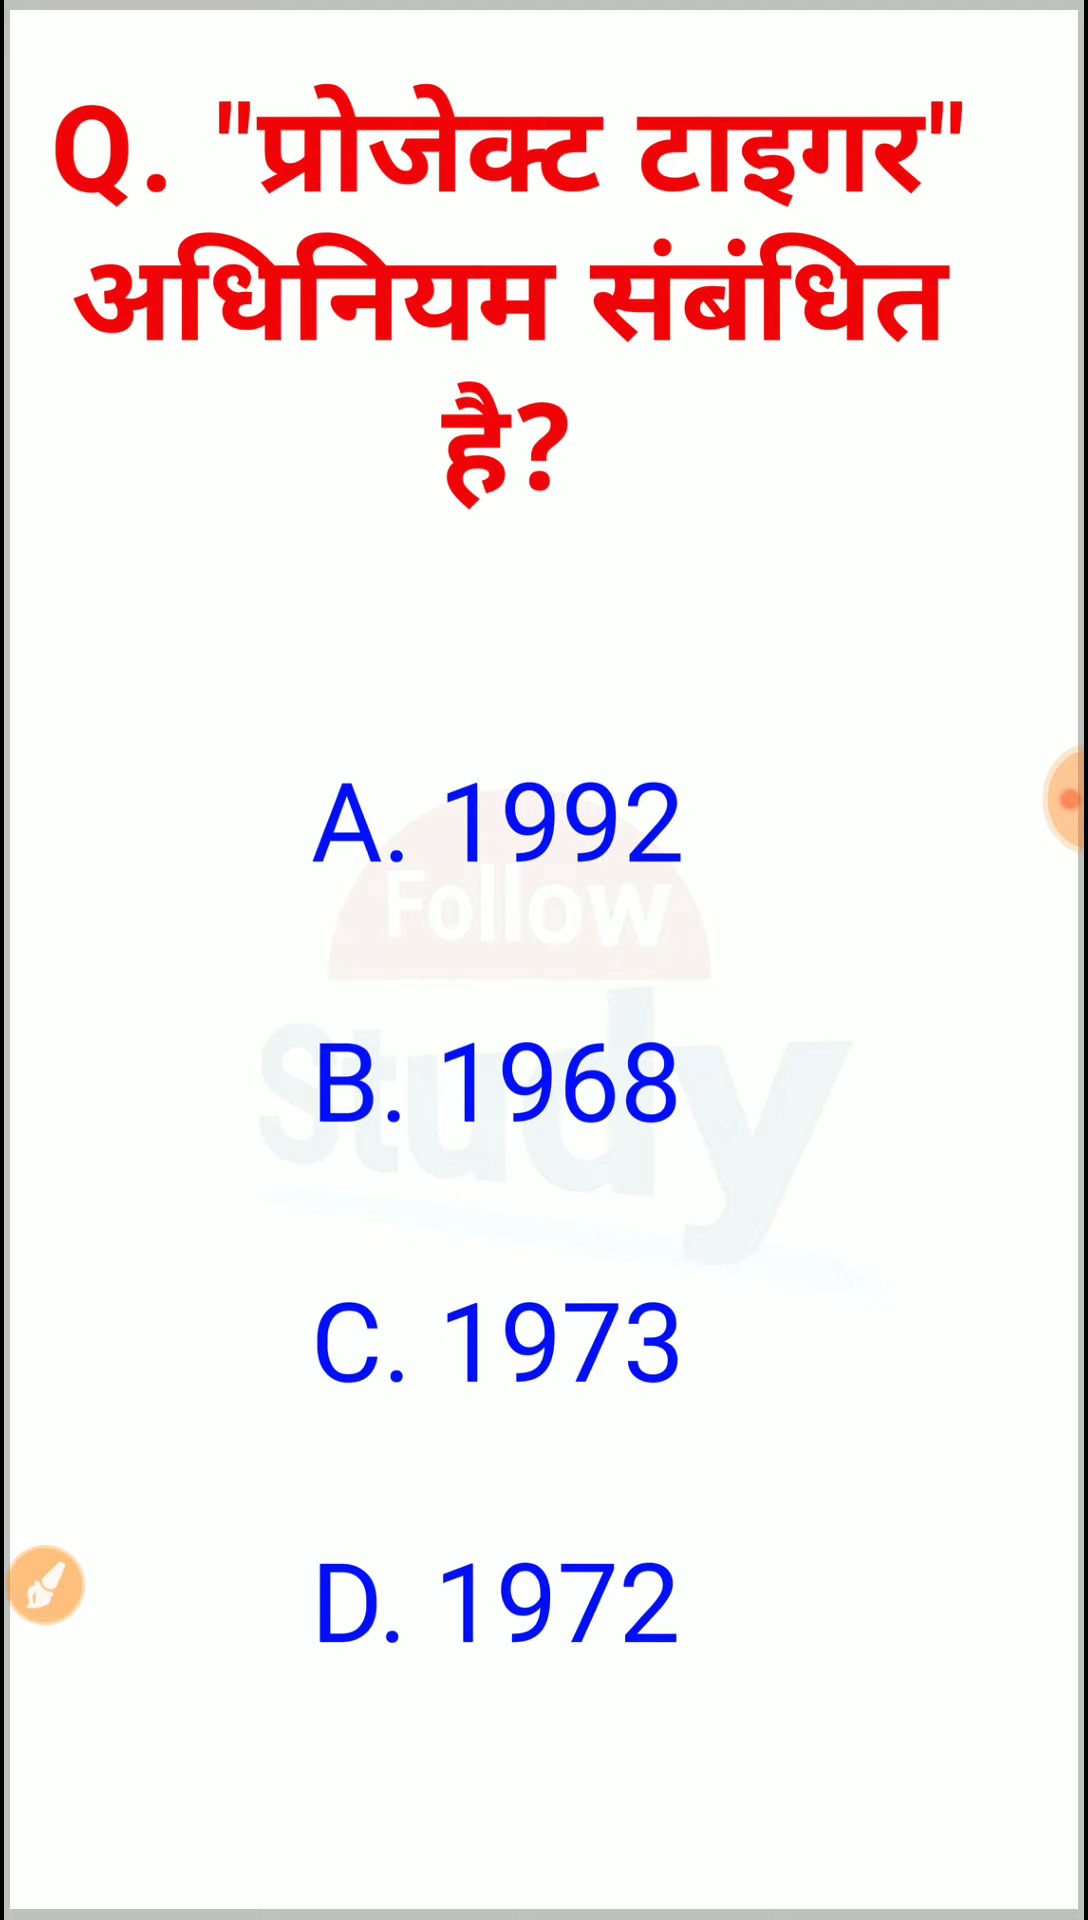 Q. "प्रोजेक्ट टाइगर"
अधिनियम संबंधित
है?
A. 1992
Follow
Study
B. 1968
C. 1973
D. 1972